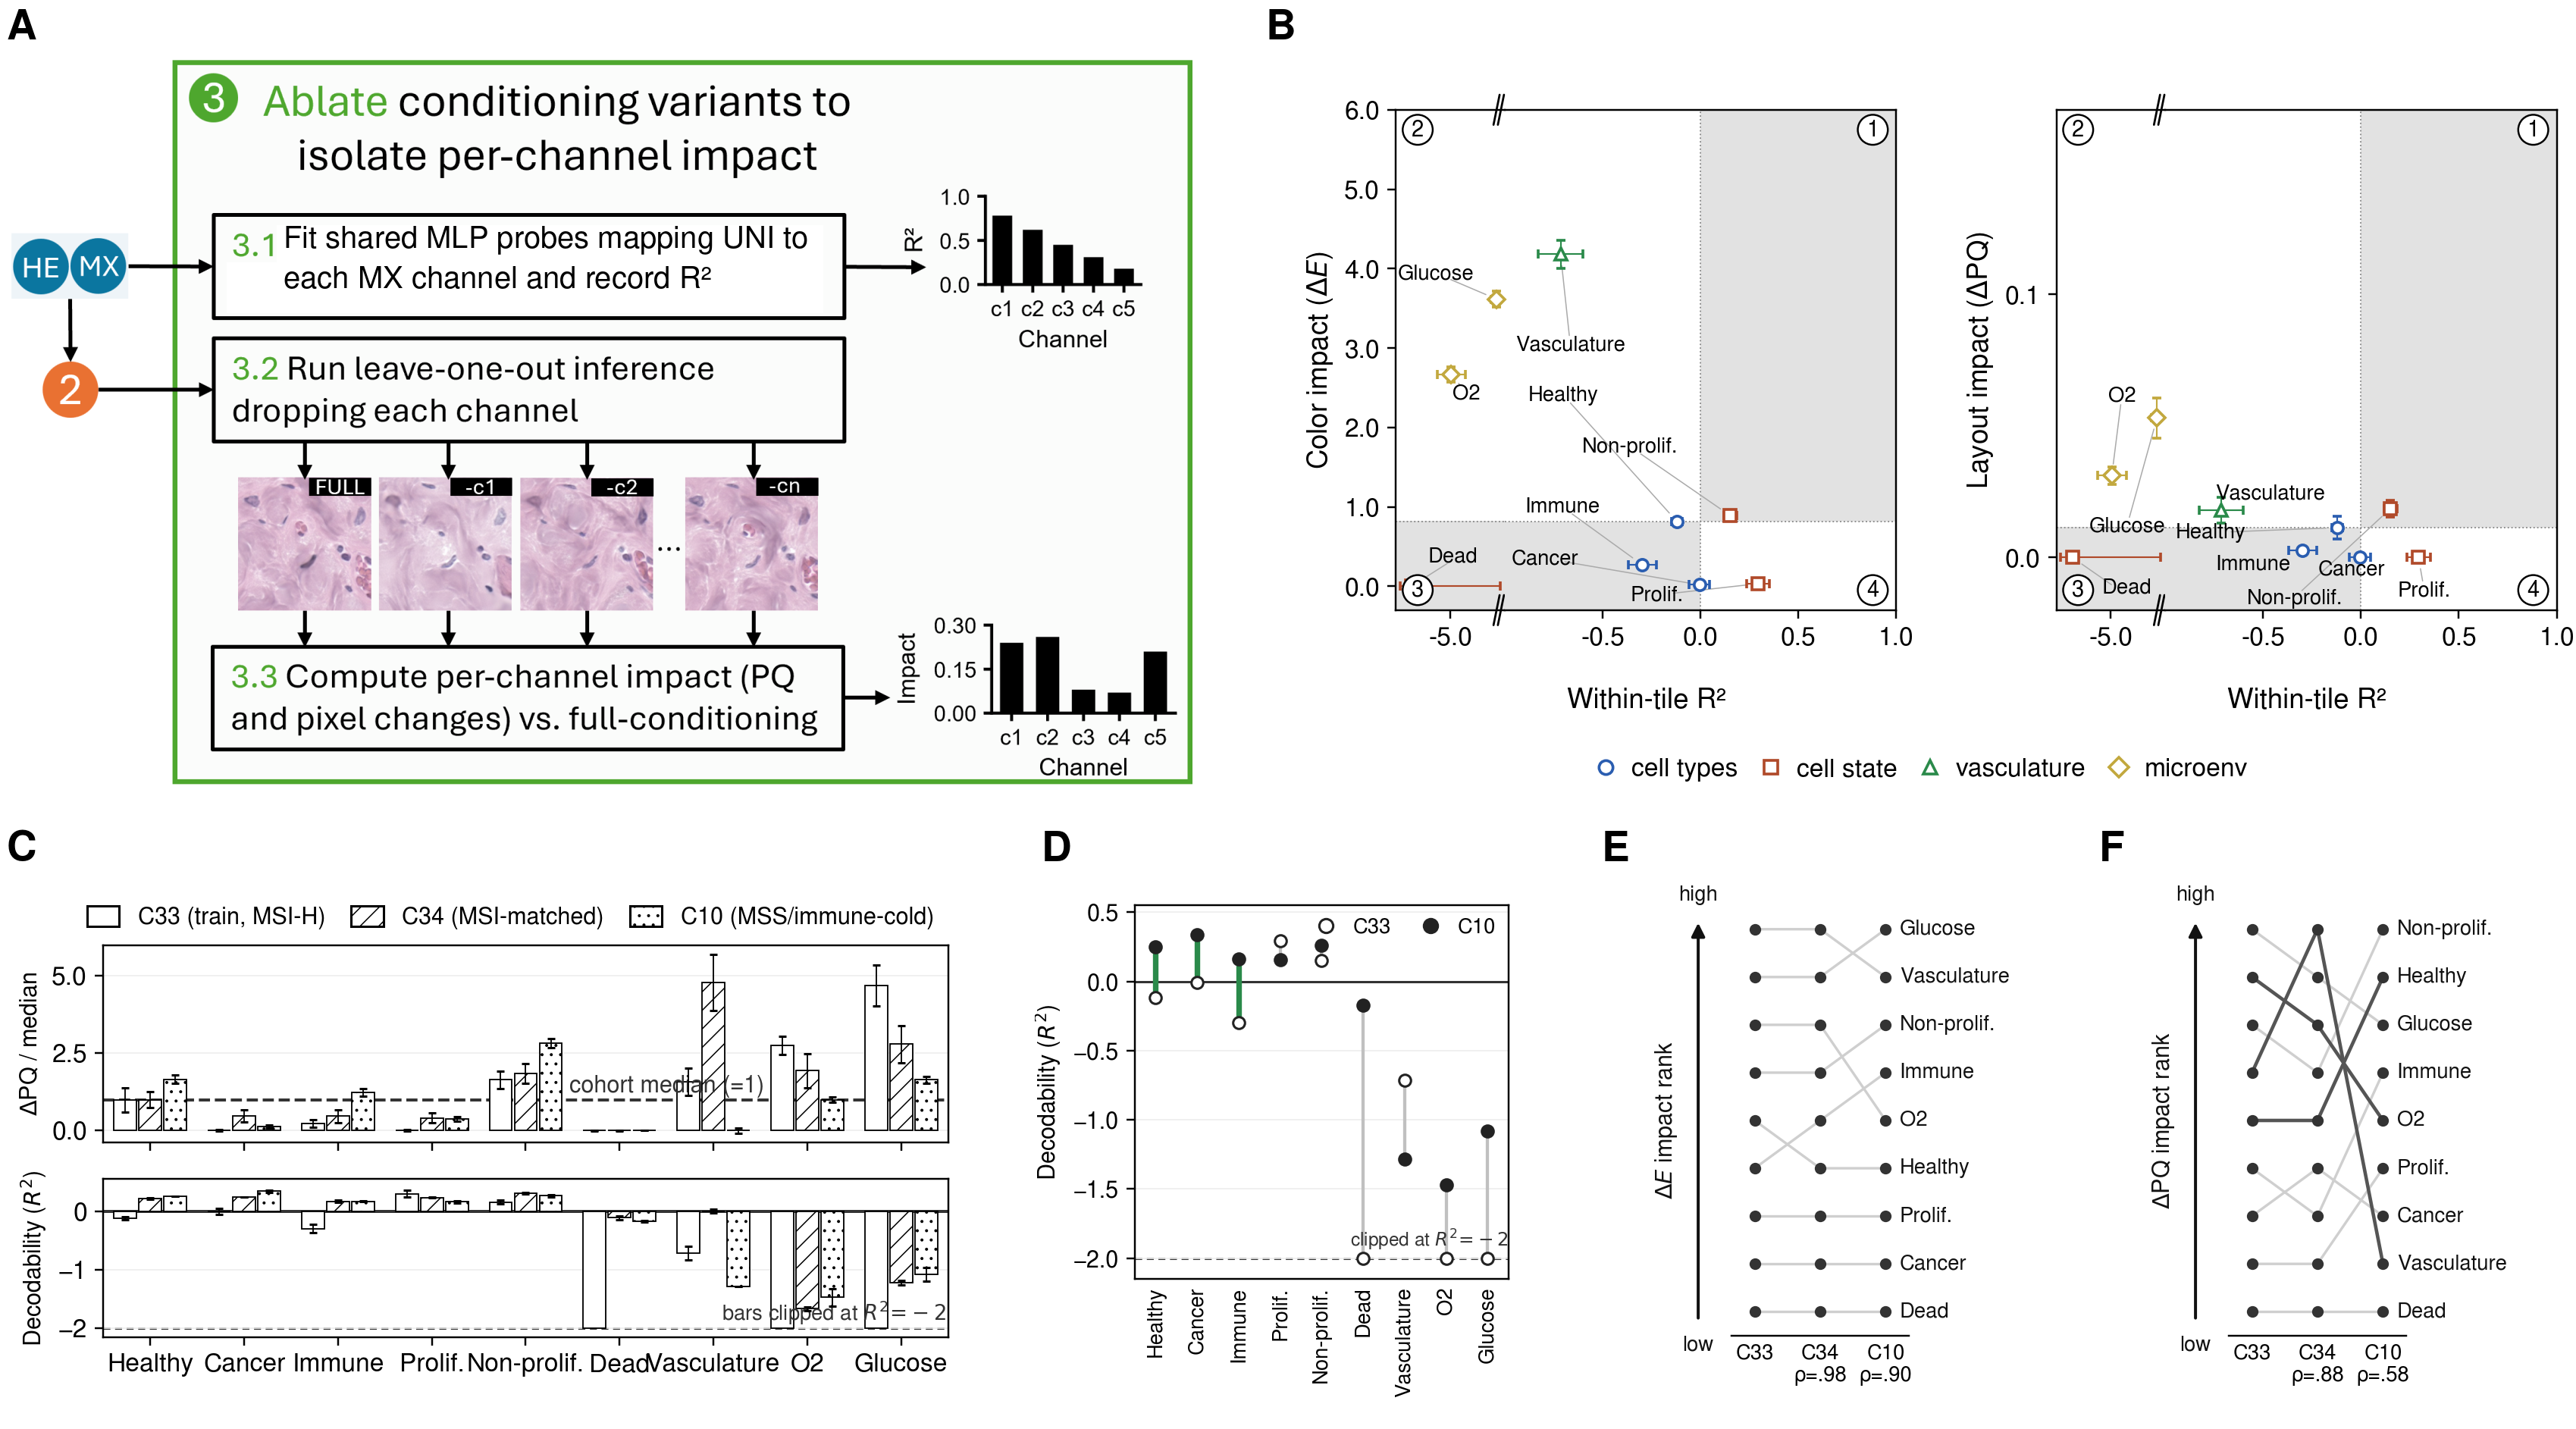 A
3 Ablate conditioning variants to
isolate per-channel impact
HE MX
2
3.1 Fit shared MLP probes mapping UNI to
each MX channel and record R²
R²
1.0
0.5
0.0
c1 c2 c3 c4 c5
Channel
3.2 Run leave-one-out inference
dropping each channel
FULL
-c1
-c2
...
-cn
3.3 Compute per-channel impact (PQ
and pixel changes) vs. full-conditioning
Impact
0.30
0.15
0.00
c1 c2 c3 c4 c5
Channel
B
Color impact (ΔE)
6.0
5.0
4.0
3.0
2.0
1.0
0.0
2
1
3
4
Glucose
Vasculature
O2
Healthy
Non-prolif.
Immune
Dead
Cancer
Prolif.
-5.0 -0.5 0.0 0.5 1.0
Within-tile R²
Layout impact (ΔPQ)
0.1
0.0
2
1
3
4
O2
Vasculature
Glucose
Healthy
Immune
Cancer
Dead
Non-prolif.
Prolif.
-5.0 -0.5 0.0 0.5 1.0
Within-tile R²
cell types cell state vasculature microenv
C
C33 (train, MSI-H) C34 (MSI-matched) C10 (MSS/immune-cold)
ΔPQ / median
5.0
2.5
0.0
cohort median (=1)
Decodability (R²)
0
−1
−2
bars clipped at R² = − 2
Healthy Cancer Immune Prolif. Non-prolif. Dead Vasculature O2 Glucose
D
Decodability (R²)
0.5
0.0
−0.5
−1.0
−1.5
−2.0
C33 C10
clipped at R² = − 2
Healthy
Cancer
Immune
Prolif.
Non-prolif.
Dead
Vasculature
O2
Glucose
E
high
ΔE impact rank
low
Glucose
Vasculature
Non-prolif.
Immune
O2
Healthy
Prolif.
Cancer
Dead
C33 C34 C10
ρ=.98 ρ=.90
F
high
ΔPQ impact rank
low
Non-prolif.
Healthy
Glucose
Immune
O2
Prolif.
Cancer
Vasculature
Dead
C33 C34 C10
ρ=.88 ρ=.58